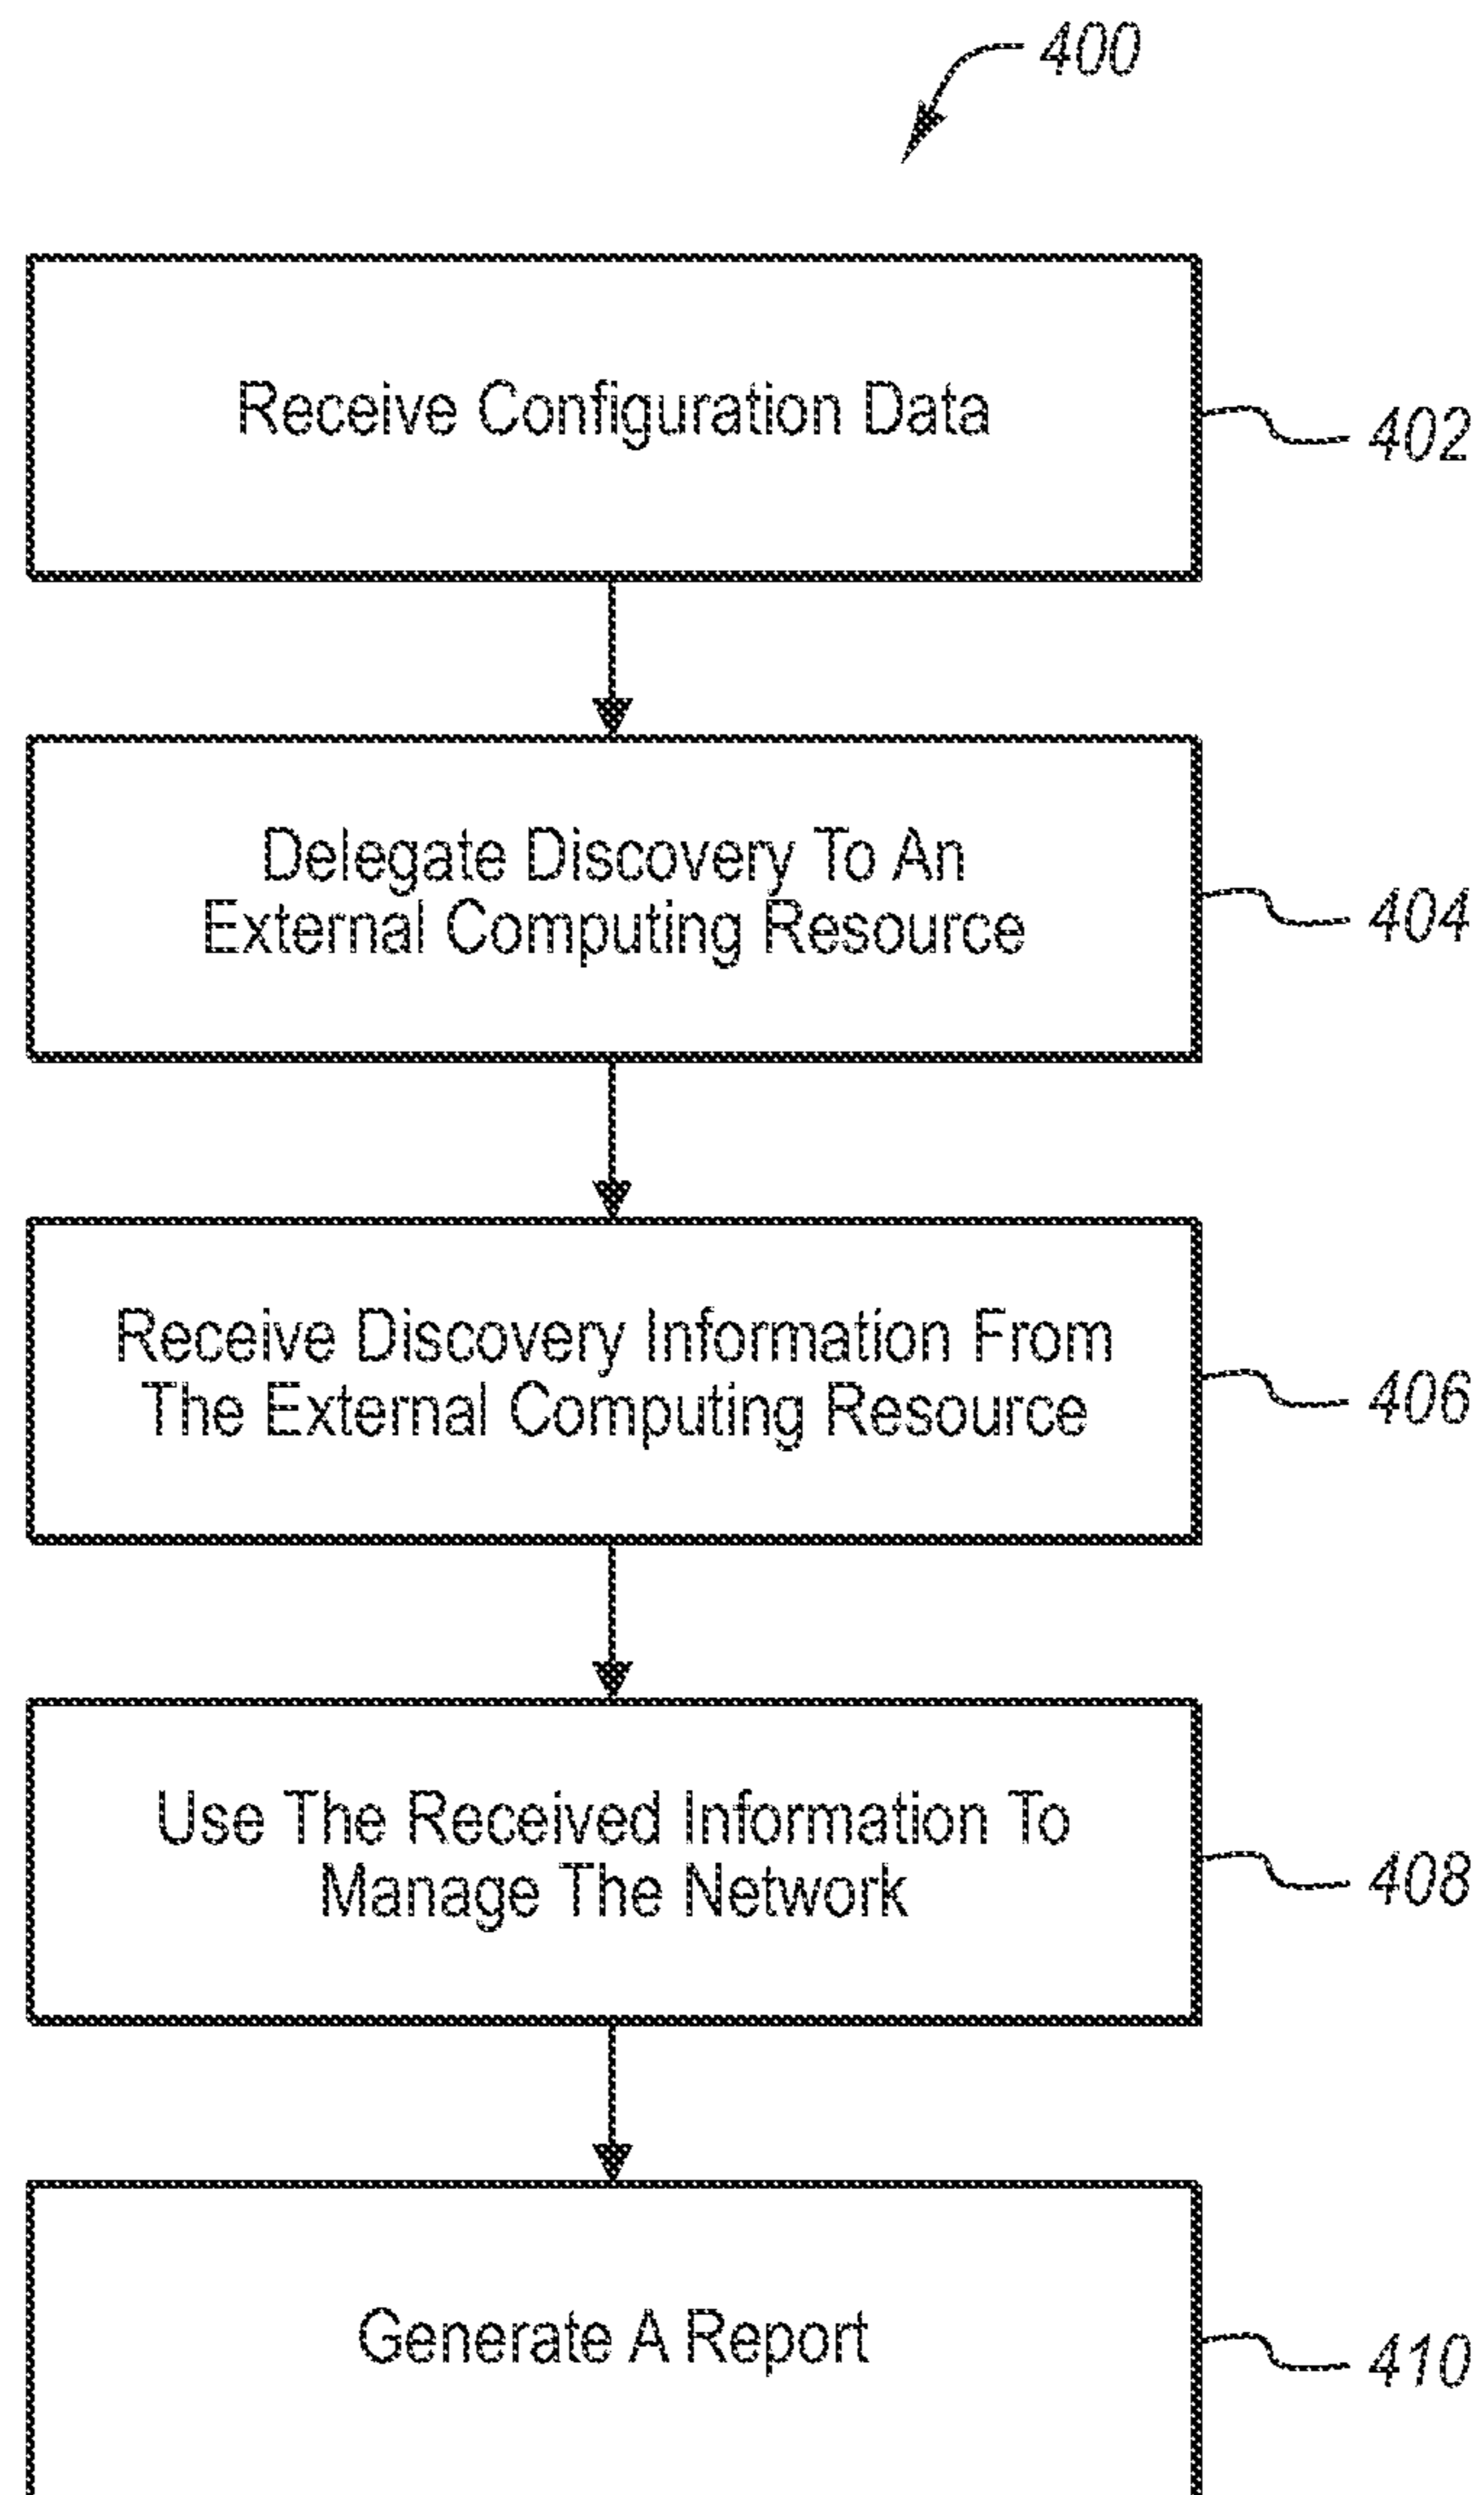 400
Receive Configuration Data
402
Delegate Discovery To An
External Computing Resource
404
Receive Discovery Information From
The External Computing Resource
406
Use The Received Information To
Manage The Network
408
Generate A Report
410